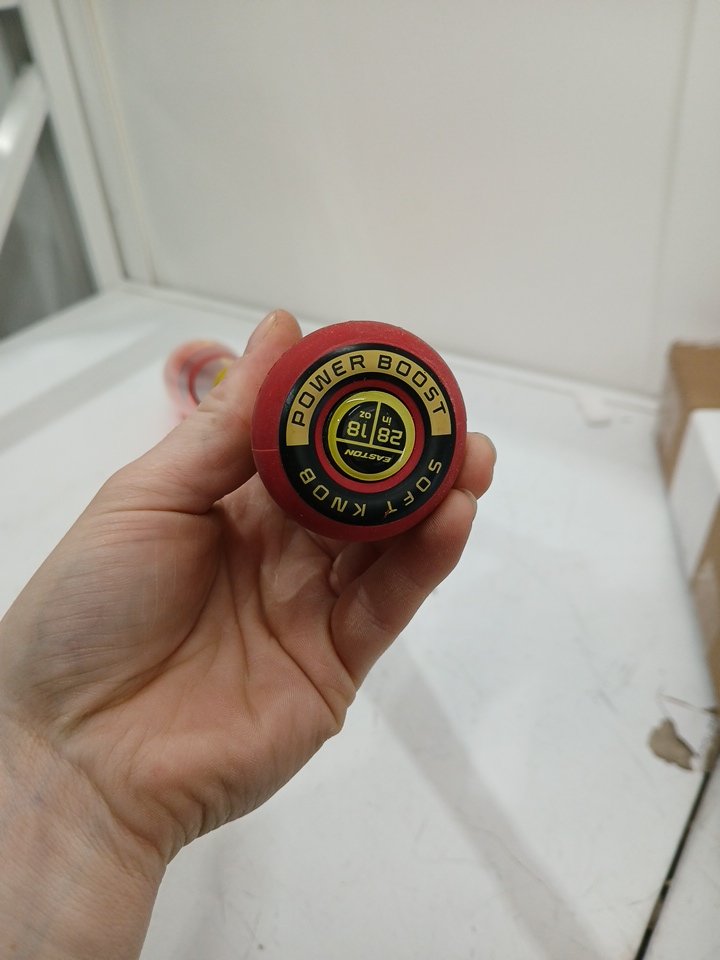 POWER BOOST
SOFT KNOB
EASTON
28 18
in oz